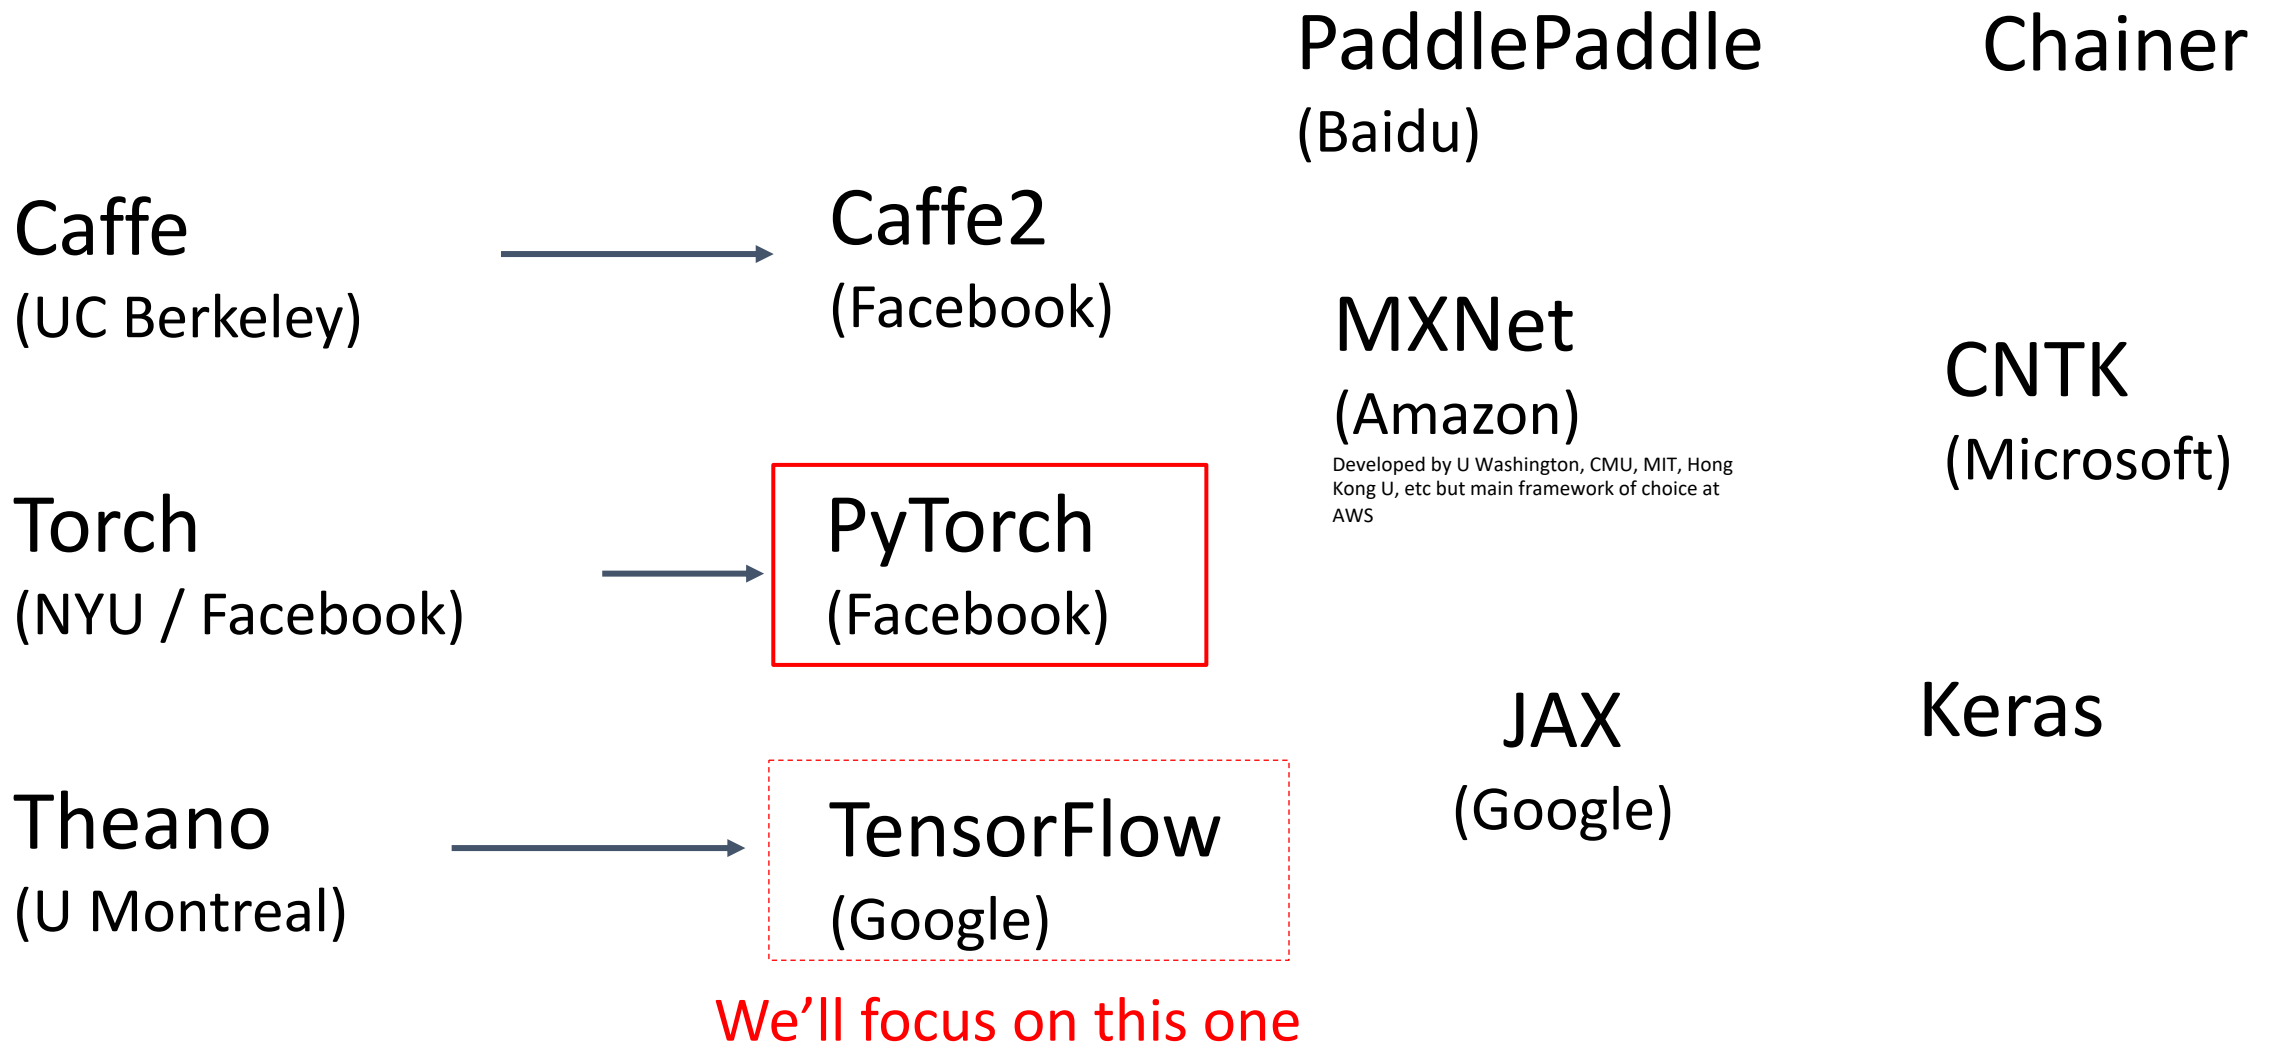 PaddlePaddle
(Baidu)
Chainer
Caffe
(UC Berkeley)
Caffe2
(Facebook)
MXNet
(Amazon)
Developed by U Washington, CMU, MIT, Hong
Kong U, etc but main framework of choice at
AWS
CNTK
(Microsoft)
Torch
(NYU / Facebook)
PyTorch
(Facebook)
JAX
(Google)
Keras
Theano
(U Montreal)
TensorFlow
(Google)
We’ll focus on this one